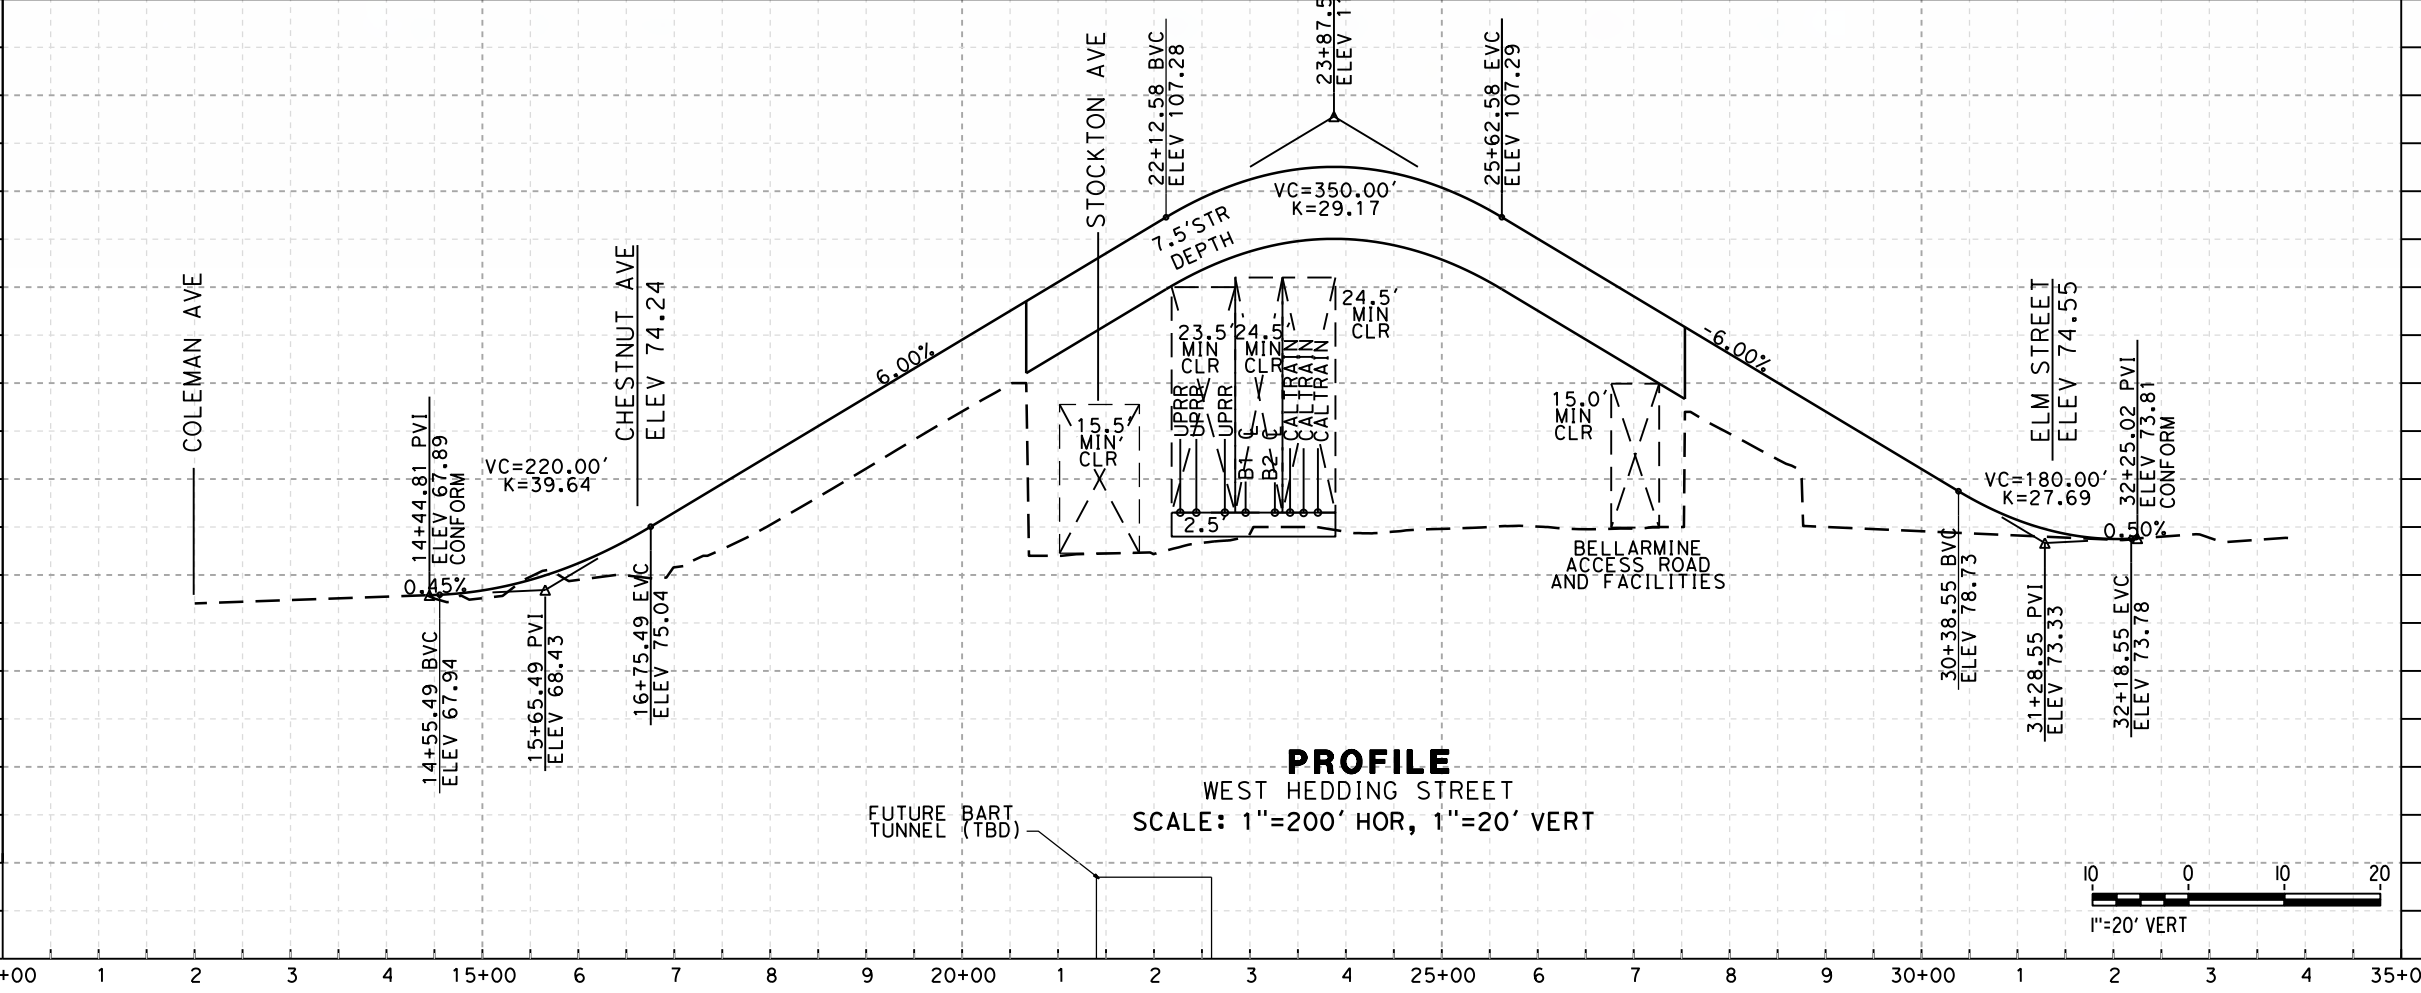 COLEMAN AVE
14+44.81 PVI
ELEV 67.89
CONFORM
0.45%
14+55.49 BVC
ELEV 67.94
VC=220.00'
K=39.64
15+65.49 PVI
ELEV 68.43
CHESTNUT AVE
ELEV 74.24
16+75.49 EVC
ELEV 75.04
6.00%
STOCKTON AVE
15.5'
MIN
CLR
22+12.58 BVC
ELEV 107.28
7.5'STR
DEPTH
23+87.5
ELEV 1
VC=350.00'
K=29.17
25+62.58 EVC
ELEV 107.29
23.5'
MIN
CLR
24.5'
MIN
CLR
24.5'
MIN
CLR
UPRR
UPRR
UPRR
B1 C
B2 C
CALTRAIN
CALTRAIN
CALTRAIN
2.5'
15.0'
MIN
CLR
BELLARMINE
ACCESS ROAD
AND FACILITIES
-6.00%
30+38.55 BVC
ELEV 78.73
VC=180.00'
K=27.69
31+28.55 PVI
ELEV 73.33
ELM STREET
ELEV 74.55
32+25.02 PVI
ELEV 73.81
CONFORM
0.50%
32+18.55 EVC
ELEV 73.78
PROFILE
WEST HEDDING STREET
SCALE: 1"=200' HOR, 1"=20' VERT
FUTURE BART
TUNNEL (TBD)
10 0 10 20
1"=20' VERT
+00 1 2 3 4 15+00 6 7 8 9 20+00 1 2 3 4 25+00 6 7 8 9 30+00 1 2 3 4 35+0